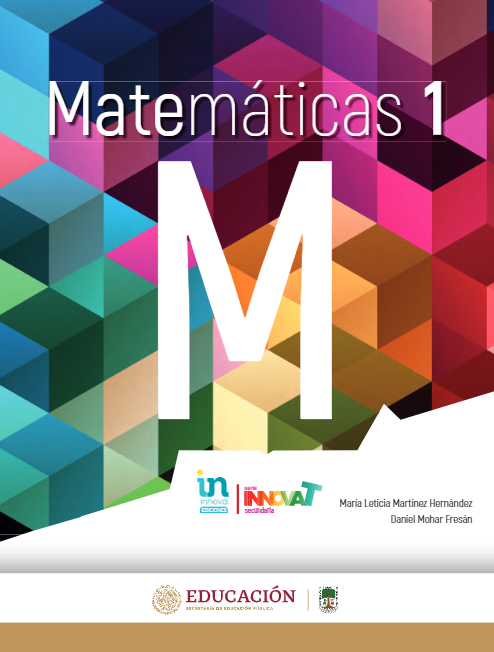 Matemáticas 1
M
in
innova
EDICIONES
serie
INNOVAT
secundaria
María Leticia Martínez Hernández
Daniel Mohar Fresán
EDUCACIÓN
SECRETARÍA DE EDUCACIÓN PÚBLICA